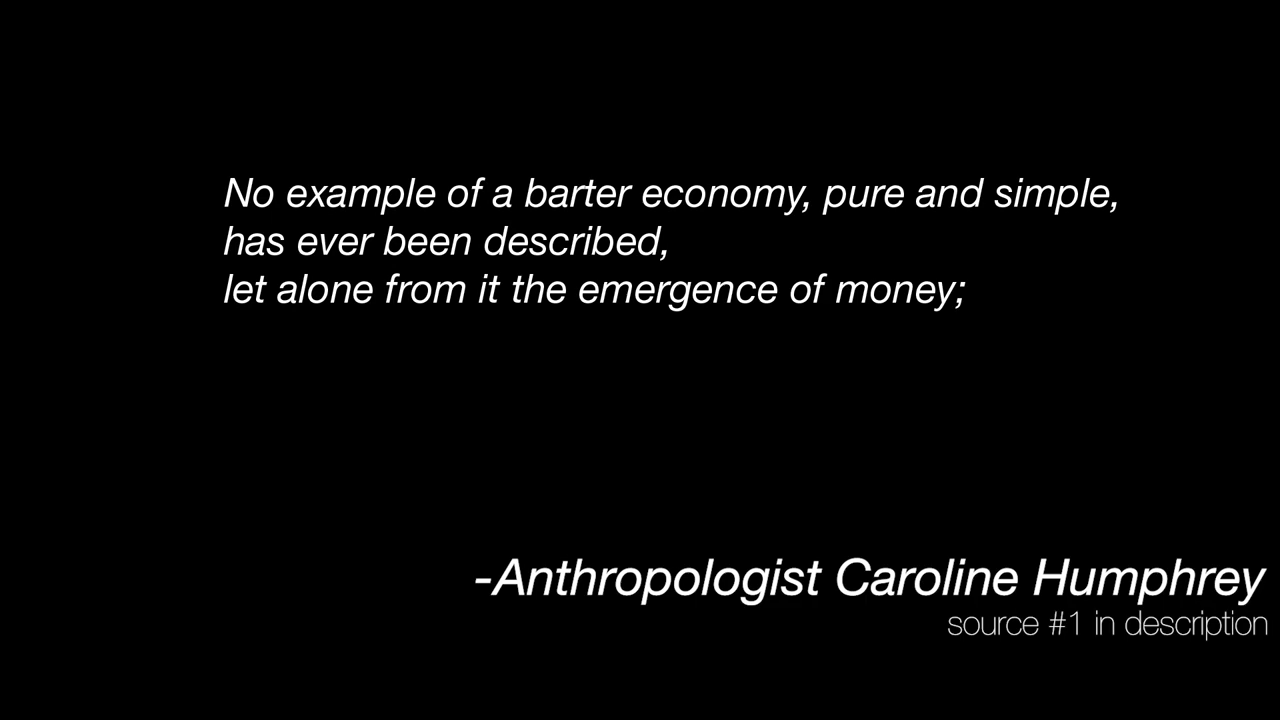 No example of a barter economy, pure and simple,
has ever been described,
let alone from it the emergence of money;
-Anthropologist Caroline Humphrey
source #1 in description